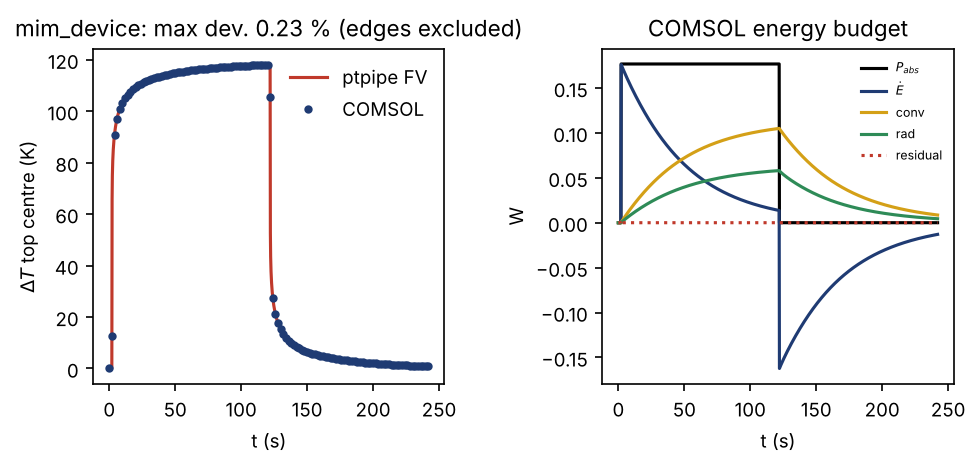 mim_device: max dev. 0.23 % (edges excluded)
120
100
80
60
40
20
0
ΔT top centre (K)
ptpipe FV
COMSOL
0
50
100
150
200
250
t (s)
COMSOL energy budget
0.15
0.10
0.05
0.00
−0.05
−0.10
−0.15
W
P_abs
Ė
conv
rad
residual
0
50
100
150
200
250
t (s)